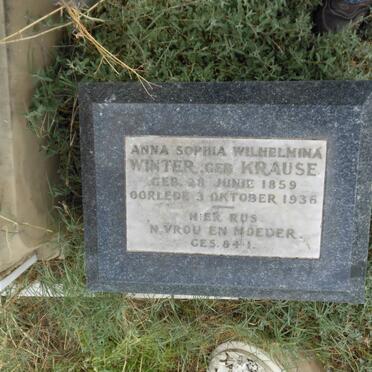 ANNA SOPHIA WILHELMINA
WINTER, GEB KRAUSE.
GEB. 28 JUNIE 1859
OORLEDE 3 OKTOBER 1936
HIER RUS
N.VROU EN MOEDER.
GES. 84·1.